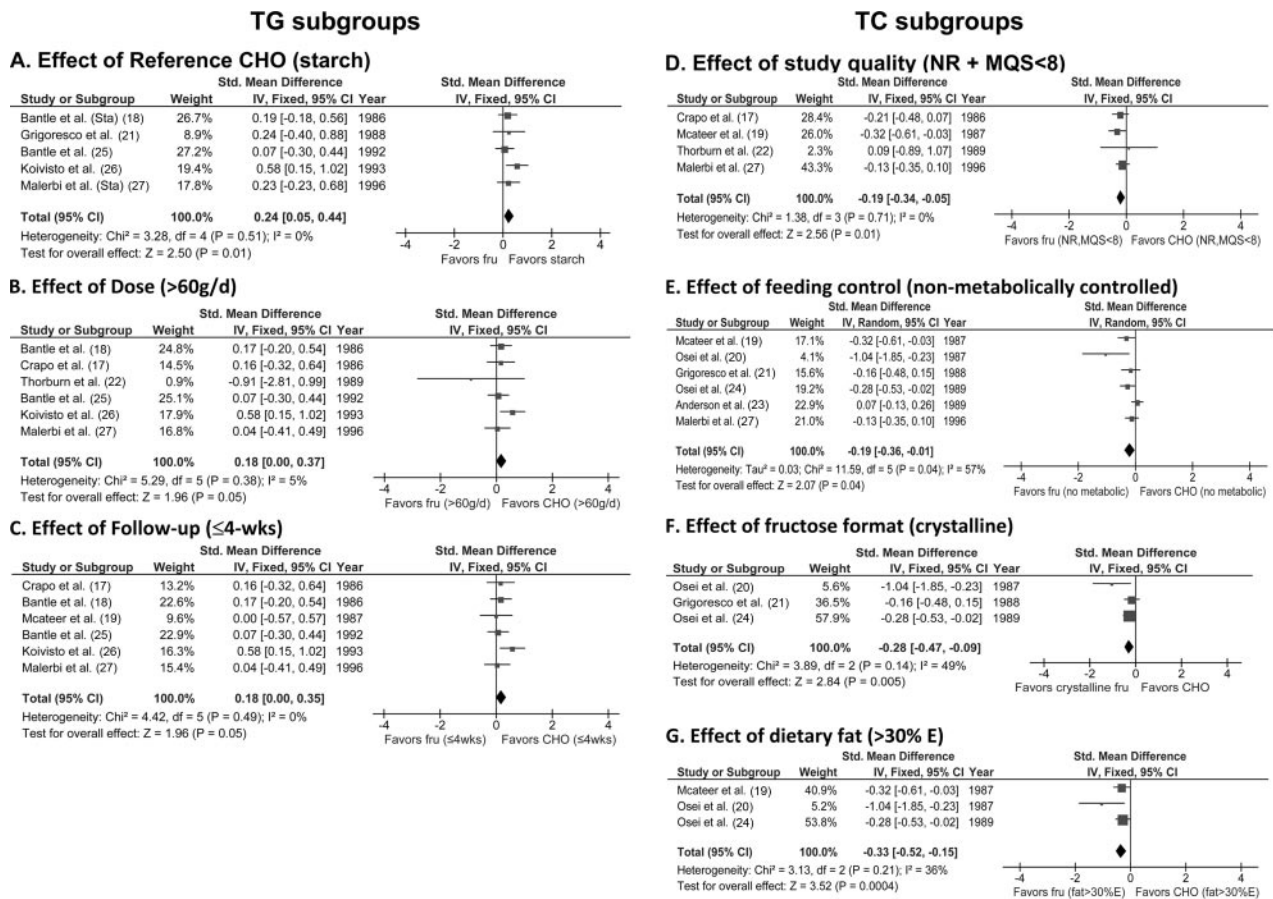 TG subgroups
A. Effect of Reference CHO (starch)
Std. Mean Difference Std. Mean Difference
Study or Subgroup Weight IV, Fixed, 95% CI Year IV, Fixed, 95% CI
Bantle et al. (Sta) (18) 26.7% 0.19 [-0.18, 0.56] 1986
Grigoresco et al. (21) 8.9% 0.24 [-0.40, 0.88] 1988
Bantle et al. (25) 27.2% 0.07 [-0.30, 0.44] 1992
Koivisto et al. (26) 19.4% 0.58 [0.15, 1.02] 1993
Malerbi et al. (Sta) (27) 17.8% 0.23 [-0.23, 0.68] 1996
Total (95% CI) 100.0% 0.24 [0.05, 0.44]
Heterogeneity: Chi² = 3.28, df = 4 (P = 0.51); I² = 0%
Test for overall effect: Z = 2.50 (P = 0.01)
-4 -2 0 2 4
Favors fru Favors starch
B. Effect of Dose (>60g/d)
Std. Mean Difference Std. Mean Difference
Study or Subgroup Weight IV, Fixed, 95% CI Year IV, Fixed, 95% CI
Bantle et al. (18) 24.8% 0.17 [-0.20, 0.54] 1986
Crapo et al. (17) 14.5% 0.16 [-0.32, 0.64] 1986
Thorburn et al. (22) 0.9% -0.91 [-2.81, 0.99] 1989
Bantle et al. (25) 25.1% 0.07 [-0.30, 0.44] 1992
Koivisto et al. (26) 17.9% 0.58 [0.15, 1.02] 1993
Malerbi et al. (27) 16.8% 0.04 [-0.41, 0.49] 1996
Total (95% CI) 100.0% 0.18 [0.00, 0.37]
Heterogeneity: Chi² = 5.29, df = 5 (P = 0.38); I² = 5%
Test for overall effect: Z = 1.96 (P = 0.05)
-4 -2 0 2 4
Favors fru (>60g/d) Favors CHO (>60g/d)
C. Effect of Follow-up (≤4-wks)
Std. Mean Difference Std. Mean Difference
Study or Subgroup Weight IV, Fixed, 95% CI Year IV, Fixed, 95% CI
Crapo et al. (17) 13.2% 0.16 [-0.32, 0.64] 1986
Bantle et al. (18) 22.6% 0.17 [-0.20, 0.54] 1986
Mcateer et al. (19) 9.6% 0.00 [-0.57, 0.57] 1987
Bantle et al. (25) 22.9% 0.07 [-0.30, 0.44] 1992
Koivisto et al. (26) 16.3% 0.58 [0.15, 1.02] 1993
Malerbi et al. (27) 15.4% 0.04 [-0.41, 0.49] 1996
Total (95% CI) 100.0% 0.18 [0.00, 0.35]
Heterogeneity: Chi² = 4.42, df = 5 (P = 0.49); I² = 0%
Test for overall effect: Z = 1.96 (P = 0.05)
-4 -2 0 2 4
Favors fru (≤4wks) Favors CHO (≤4wks)
TC subgroups
D. Effect of study quality (NR + MQS<8)
Std. Mean Difference Std. Mean Difference
Study or Subgroup Weight IV, Fixed, 95% CI Year IV, Fixed, 95% CI
Crapo et al. (17) 28.4% -0.21 [-0.48, 0.07] 1986
Mcateer et al. (19) 26.0% -0.32 [-0.61, -0.03] 1987
Thorburn et al. (22) 2.3% 0.09 [-0.89, 1.07] 1989
Malerbi et al. (27) 43.3% -0.13 [-0.35, 0.10] 1996
Total (95% CI) 100.0% -0.19 [-0.34, -0.05]
Heterogeneity: Chi² = 1.38, df = 3 (P = 0.71); I² = 0%
Test for overall effect: Z = 2.56 (P = 0.01)
-4 -2 0 2 4
Favors fru (NR,MQS<8) Favors CHO (NR,MQS<8)
E. Effect of feeding control (non-metabolically controlled)
Std. Mean Difference Std. Mean Difference
Study or Subgroup Weight IV, Random, 95% CI Year IV, Random, 95% CI
Mcateer et al. (19) 17.1% -0.32 [-0.61, -0.03] 1987
Osei et al. (20) 4.1% -1.04 [-1.85, -0.23] 1987
Grigoresco et al. (21) 15.6% -0.16 [-0.48, 0.15] 1988
Osei et al. (24) 19.2% -0.28 [-0.53, -0.02] 1989
Anderson et al. (23) 22.9% 0.07 [-0.13, 0.26] 1989
Malerbi et al. (27) 21.0% -0.13 [-0.35, 0.10] 1996
Total (95% CI) 100.0% -0.19 [-0.36, -0.01]
Heterogeneity: Tau² = 0.03; Chi² = 11.59, df = 5 (P = 0.04); I² = 57%
Test for overall effect: Z = 2.07 (P = 0.04)
-4 -2 0 2 4
Favors fru (no metabolic) Favors CHO (no metabolic)
F. Effect of fructose format (crystalline)
Std. Mean Difference Std. Mean Difference
Study or Subgroup Weight IV, Fixed, 95% CI Year IV, Fixed, 95% CI
Osei et al. (20) 5.6% -1.04 [-1.85, -0.23] 1987
Grigoresco et al. (21) 36.5% -0.16 [-0.48, 0.15] 1988
Osei et al. (24) 57.9% -0.28 [-0.53, -0.02] 1989
Total (95% CI) 100.0% -0.28 [-0.47, -0.09]
Heterogeneity: Chi² = 3.89, df = 2 (P = 0.14); I² = 49%
Test for overall effect: Z = 2.84 (P = 0.005)
-4 -2 0 2 4
Favors crystalline fru Favors CHO
G. Effect of dietary fat (>30% E)
Std. Mean Difference Std. Mean Difference
Study or Subgroup Weight IV, Fixed, 95% CI Year IV, Fixed, 95% CI
Mcateer et al. (19) 40.9% -0.32 [-0.61, -0.03] 1987
Osei et al. (20) 5.2% -1.04 [-1.85, -0.23] 1987
Osei et al. (24) 53.8% -0.28 [-0.53, -0.02] 1989
Total (95% CI) 100.0% -0.33 [-0.52, -0.15]
Heterogeneity: Chi² = 3.13, df = 2 (P = 0.21); I² = 36%
Test for overall effect: Z = 3.52 (P = 0.0004)
-4 -2 0 2 4
Favors fru (fat>30%E) Favors CHO (fat>30%E)